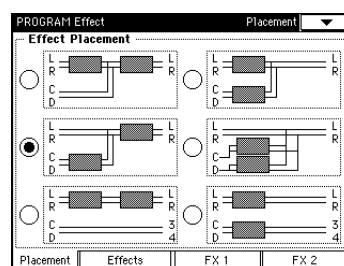 PROGRAM Effect Placement
Effect Placement
L L L L
R R R R
C C
D D
L L L L
R R R R
C C
D D
L L L L
R R R R
C 3 C 3
D 4 D 4
Placement Effects FX 1 FX 2